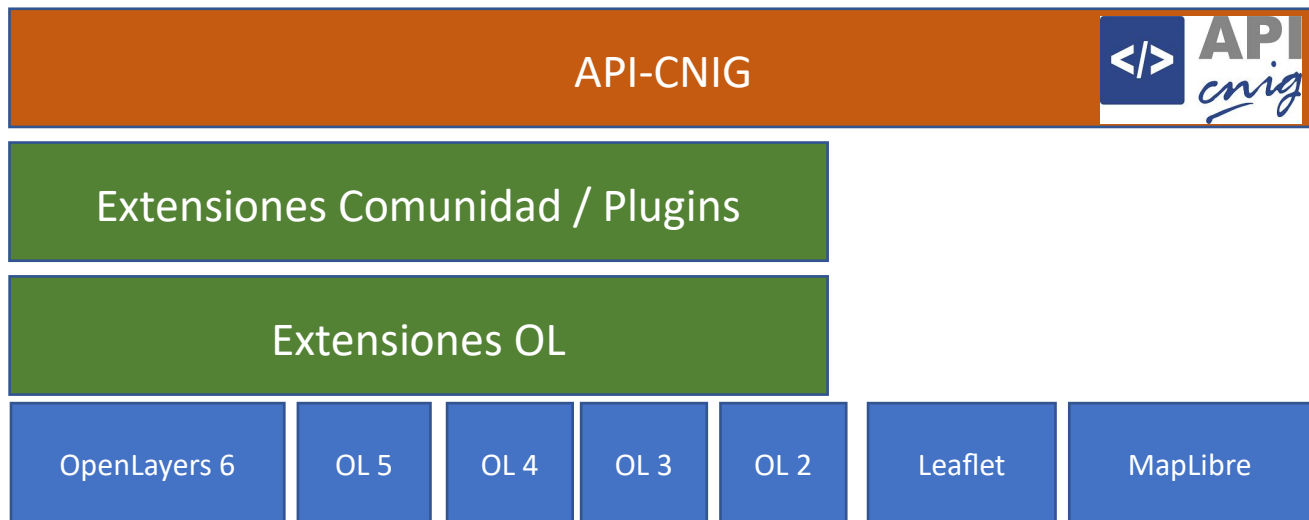 API-CNIG
</>
API
cnig
Extensiones Comunidad / Plugins
Extensiones OL
OpenLayers 6
OL 5
OL 4
OL 3
OL 2
Leaflet
MapLibre